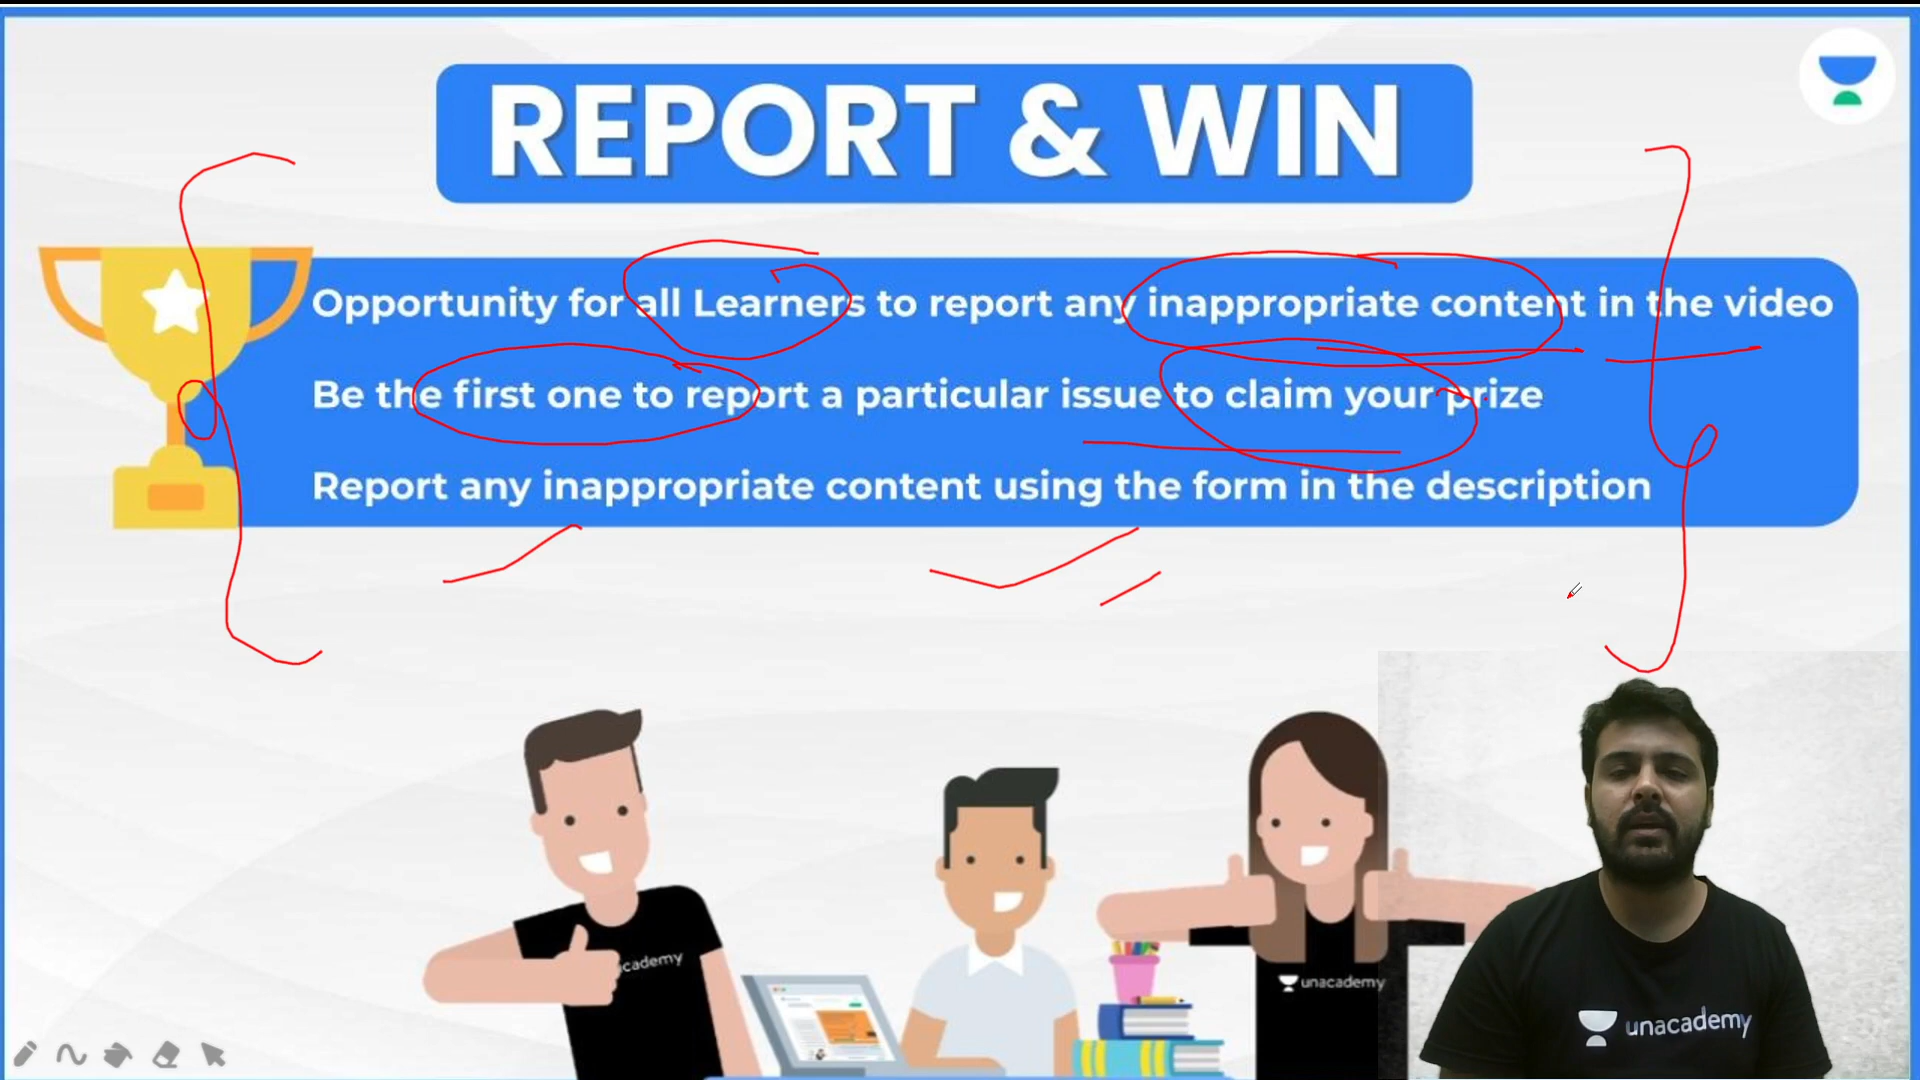 REPORT & WIN
Opportunity for all Learners to report any inappropriate content in the video
Be the first one to report a particular issue to claim your prize
Report any inappropriate content using the form in the description
unacademy
unacademy
unacademy